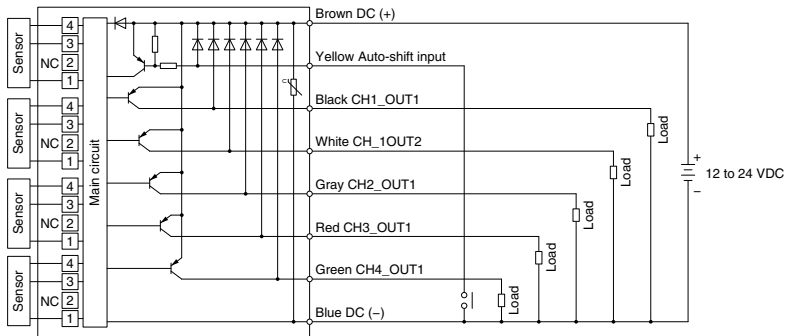 Sensor
4
3
NC 2
1
Sensor
4
3
NC 2
1
Sensor
4
3
NC 2
1
Sensor
4
3
NC 2
1
Main circuit
Brown DC (+)
Yellow Auto-shift input
Black CH1_OUT1
White CH_1OUT2
Gray CH2_OUT1
Red CH3_OUT1
Green CH4_OUT1
Blue DC (−)
Load
Load
Load
Load
Load
+
12 to 24 VDC
−